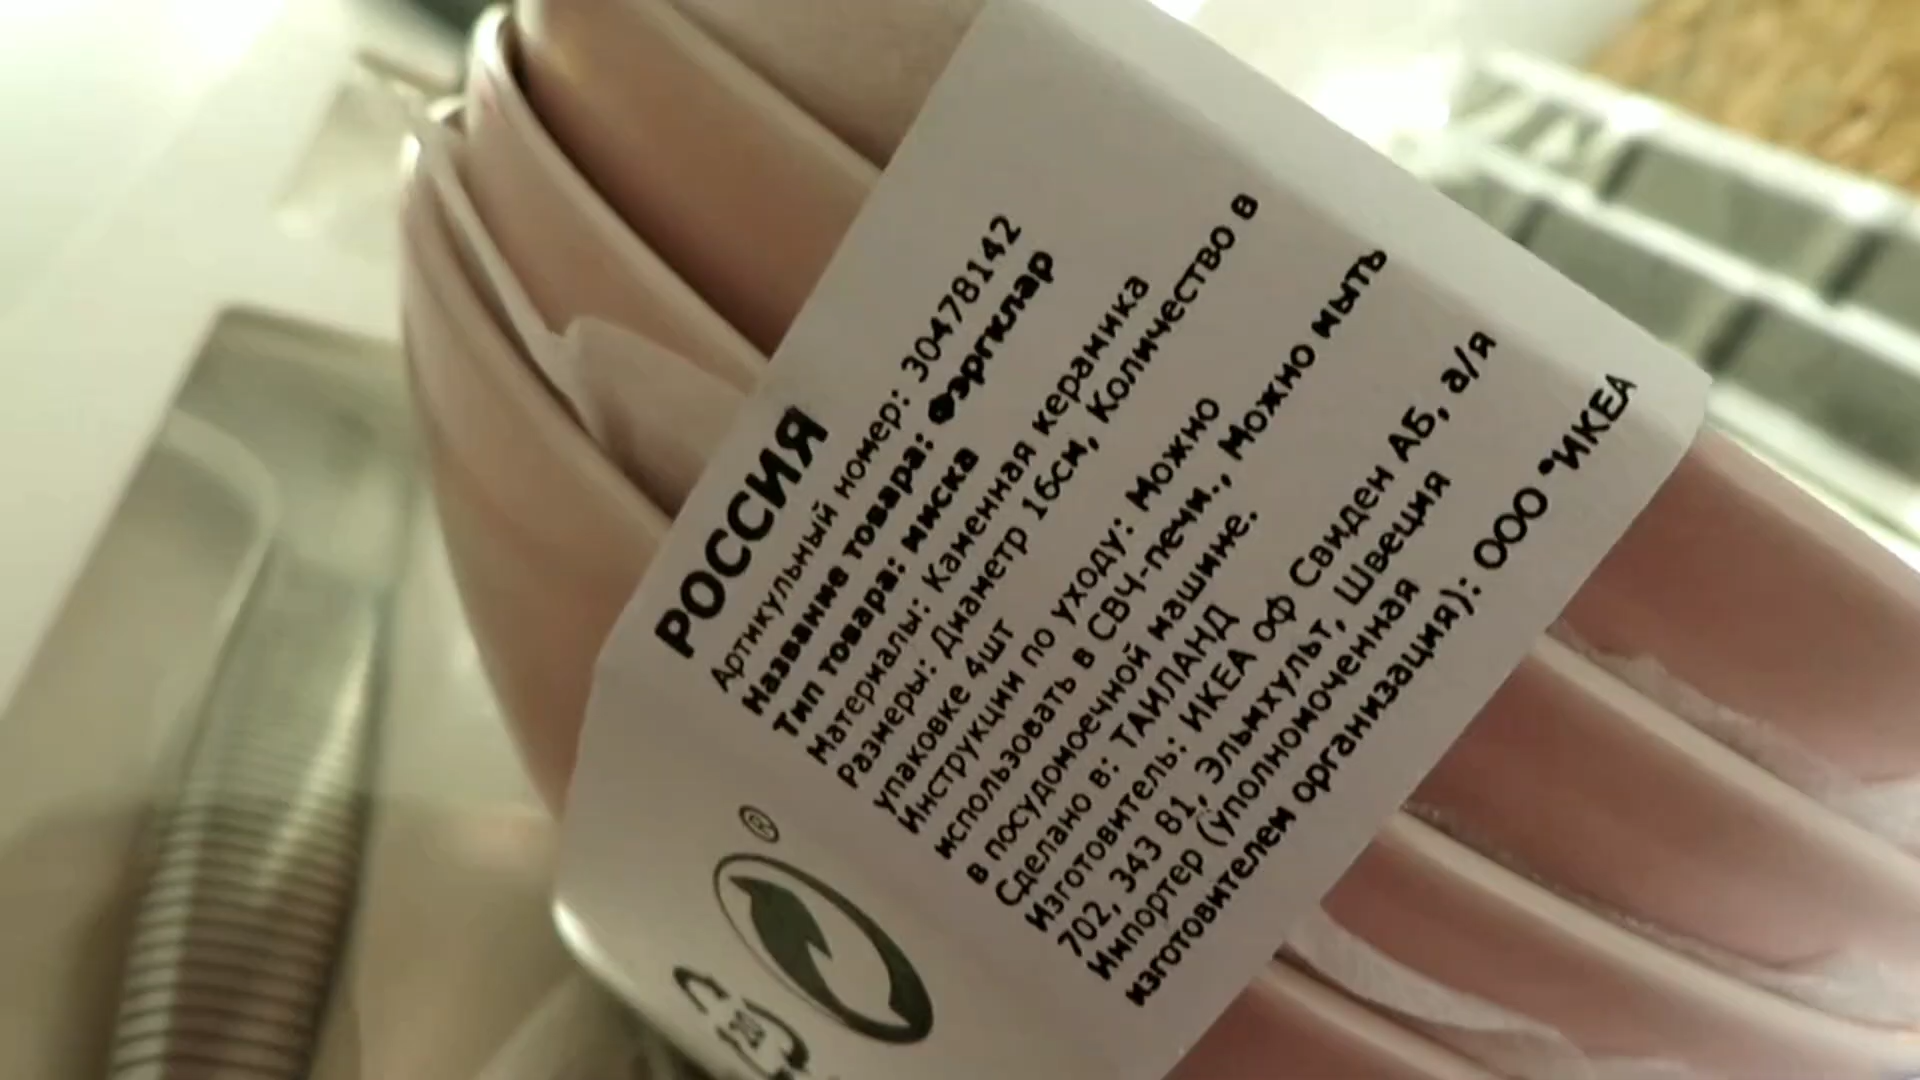 РОССИЯ
Артикульный номер: 30478142
Название товара: Фэргклар
Тип товара: миска
Материалы: Каменная керамика
Размеры: Диаметр 16см, Количество в
упаковке 4шт
Инструкции по уходу: Можно
использовать в СВЧ-печи., Можно мыть
в посудомоечной машине.
Сделано в: ТАИЛАНД
Изготовитель: ИКЕА оф Свиден АБ, а/я
702, 343 81, Эльмхульт, Швеция
Импортер (уполномоченная
изготовителем организация): ООО "ИКЕА
®